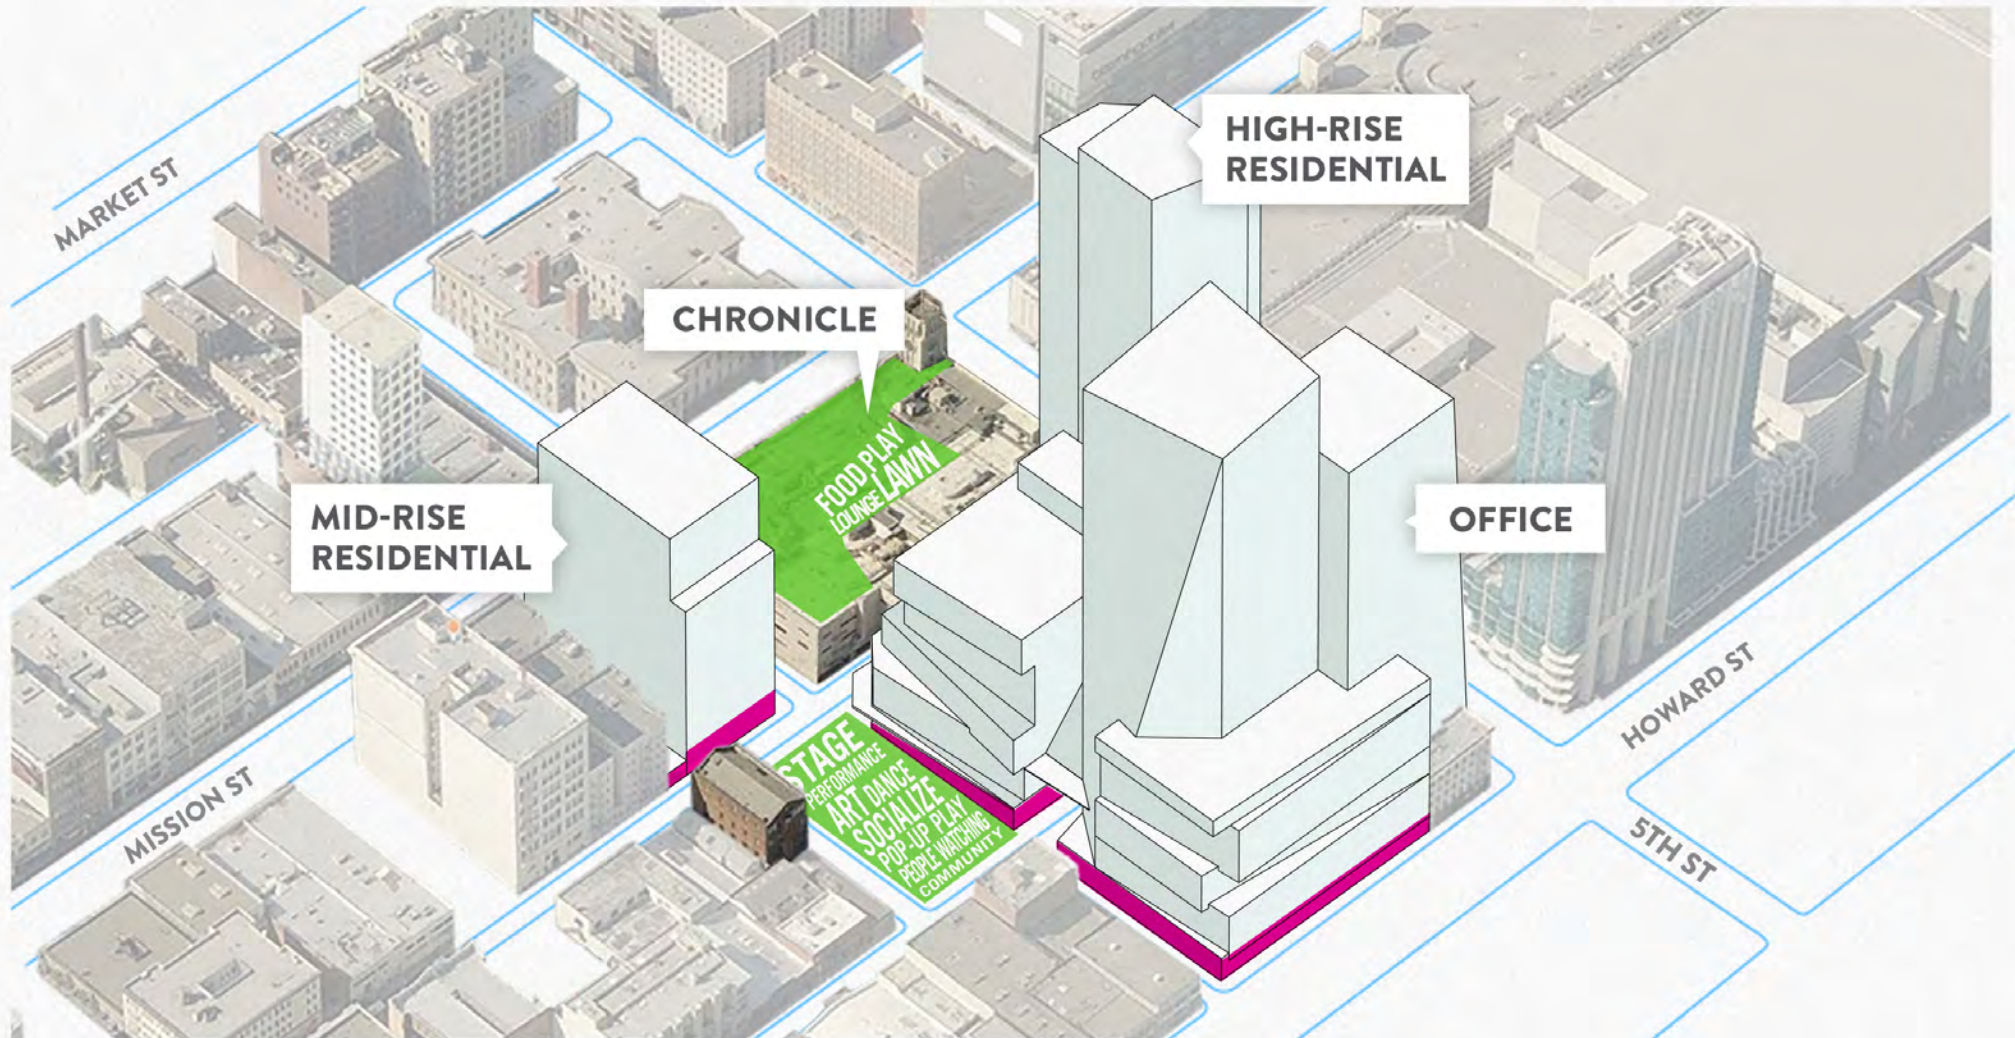 HIGH-RISE
RESIDENTIAL
MARKET ST
CHRONICLE
FOOD PLAY
LOUNGE LAWN
MID-RISE
RESIDENTIAL
OFFICE
HOWARD ST
STAGE
PERFORMANCE
ART DANCE
SOCIALIZE
POP-UP PLAY
PEOPLE WATCHING
COMMUNITY
MISSION ST
5TH ST